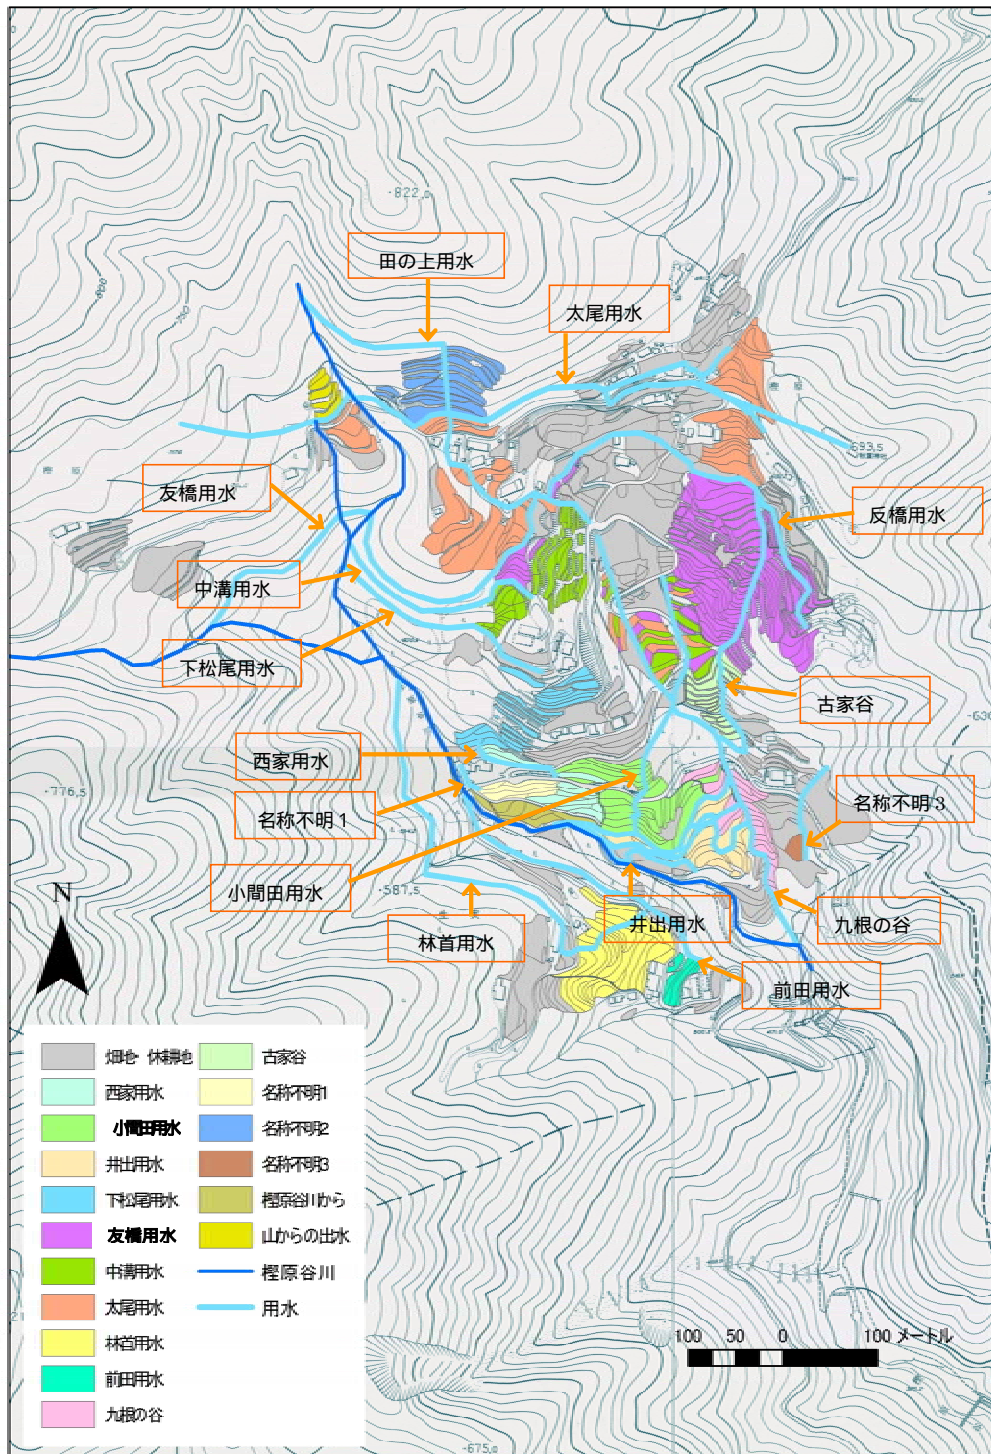 822.0
田の上用水
太尾用水
693.5
友橋用水
反橋用水
中溝用水
下松尾用水
古家谷
630
西家用水
776.5
名称不明1
名称不明3
小間田用水
587.5
林首用水
井出用水
九根の谷
前田用水
N
畑地・休耕地
西家用水
小間田用水
井出用水
下松尾用水
友橋用水
中溝用水
太尾用水
林首用水
前田用水
九根の谷
古家谷
名称不明1
名称不明2
名称不明3
樫原谷川から
山からの出水
樫原谷川
用水
100 50 0 100 メートル
675.0